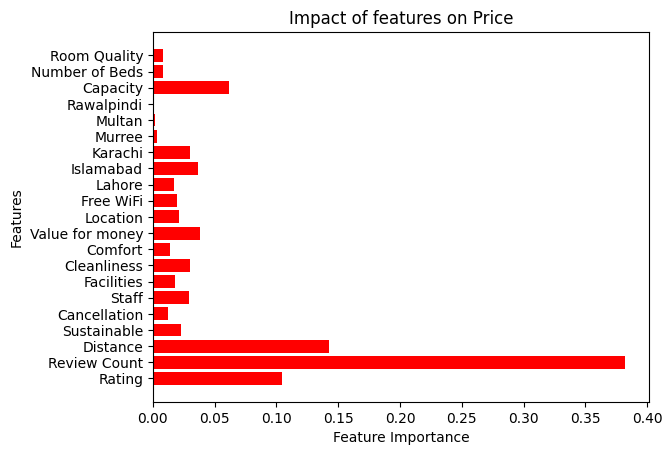 Impact of features on Price
Features
Room Quality
Number of Beds
Capacity
Rawalpindi
Multan
Murree
Karachi
Islamabad
Lahore
Free WiFi
Location
Value for money
Comfort
Cleanliness
Facilities
Staff
Cancellation
Sustainable
Distance
Review Count
Rating
0.00 0.05 0.10 0.15 0.20 0.25 0.30 0.35 0.40
Feature Importance